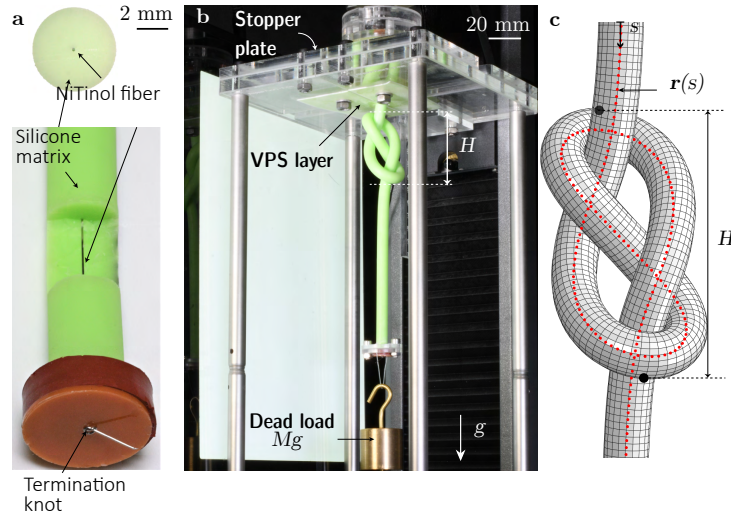 a
2 mm
NiTinol fiber
Silicone
matrix
Termination
knot
b
Stopper
plate
20 mm
VPS layer
H
Dead load
Mg
g
c
s
r(s)
H